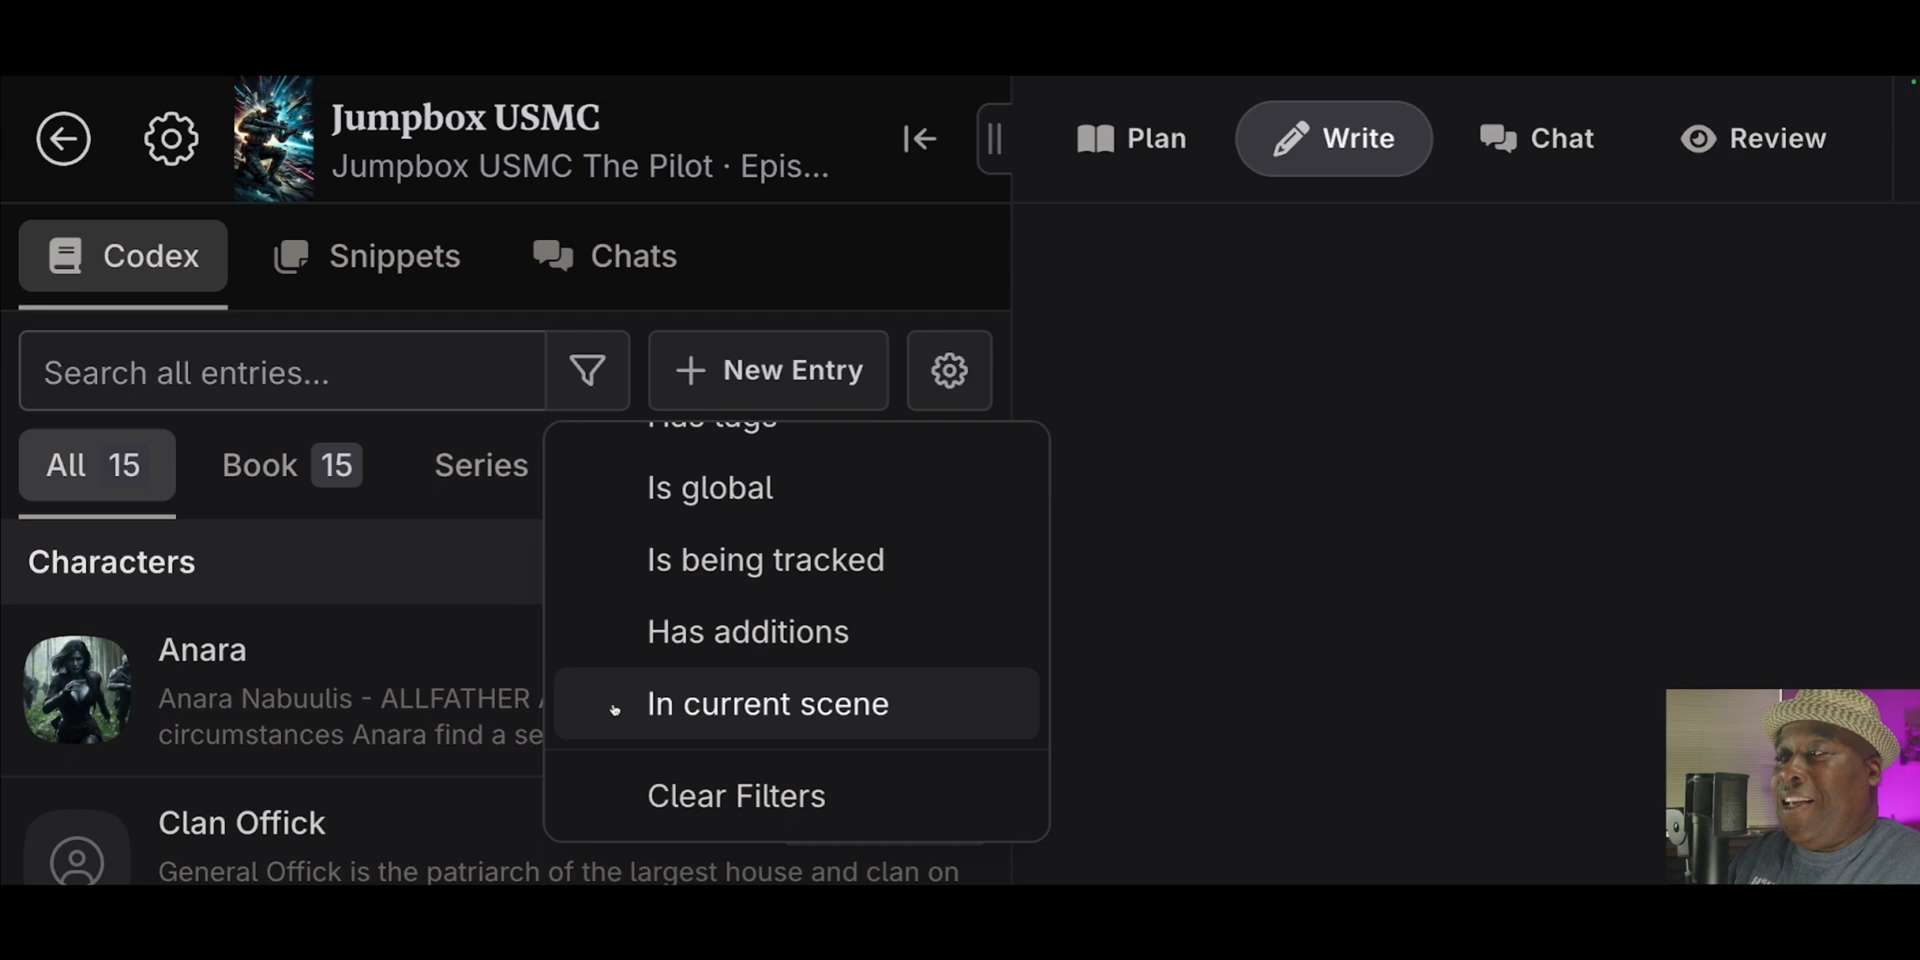 Jumpbox USMC
Jumpbox USMC The Pilot · Epis...
Plan
Write
Chat
Review
Codex
Snippets
Chats
Search all entries...
New Entry
All 15
Book 15
Series
Has tags
Is global
Is being tracked
Has additions
In current scene
Clear Filters
Characters
Anara
Anara Nabuulis - ALLFATHER
circumstances Anara find a se
Clan Offick
General Offick is the patriarch of the largest house and clan on